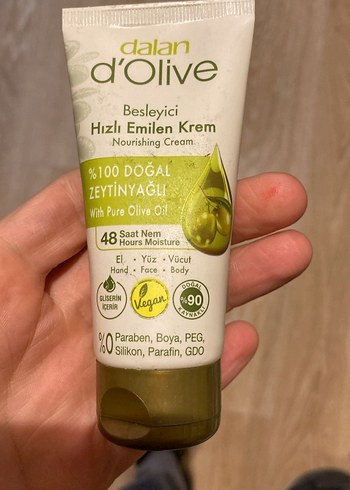 dalan
d'Olive
Besleyici
Hızlı Emilen Krem
Nourishing Cream
%100 DOĞAL
ZEYTİNYAĞLI
With Pure Olive Oil
48 Saat Nem
Hours Moisture
El • Yüz • Vücut
Hand • Face • Body
GLİSERİN
İÇERİR
Vegan
DOĞAL
%90
KAYNAKLI
%0 Paraben, Boya, PEG,
Silikon, Parafin, GDO